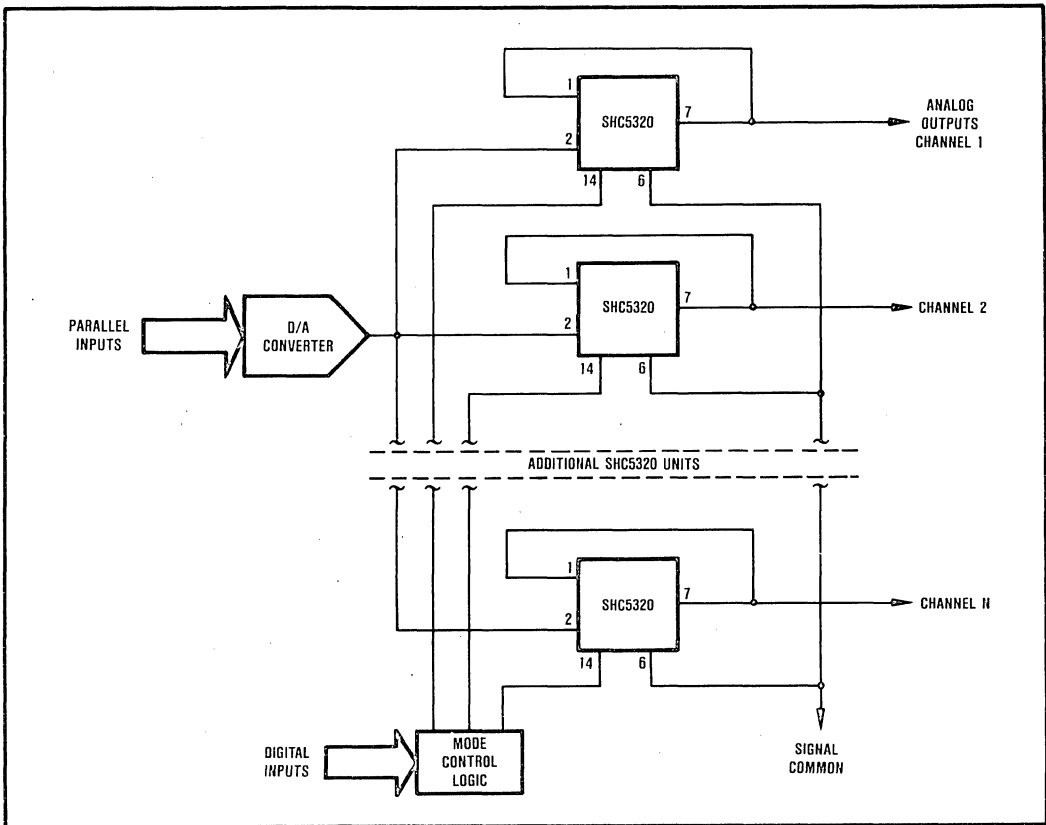 1
SHC5320
7
2
14
6
ANALOG
OUTPUTS
CHANNEL 1
1
SHC5320
7
2
14
6
CHANNEL 2
PARALLEL
INPUTS
D/A
CONVERTER
ADDITIONAL SHC5320 UNITS
1
SHC5320
7
2
14
6
CHANNEL N
DIGITAL
INPUTS
MODE
CONTROL
LOGIC
SIGNAL
COMMON